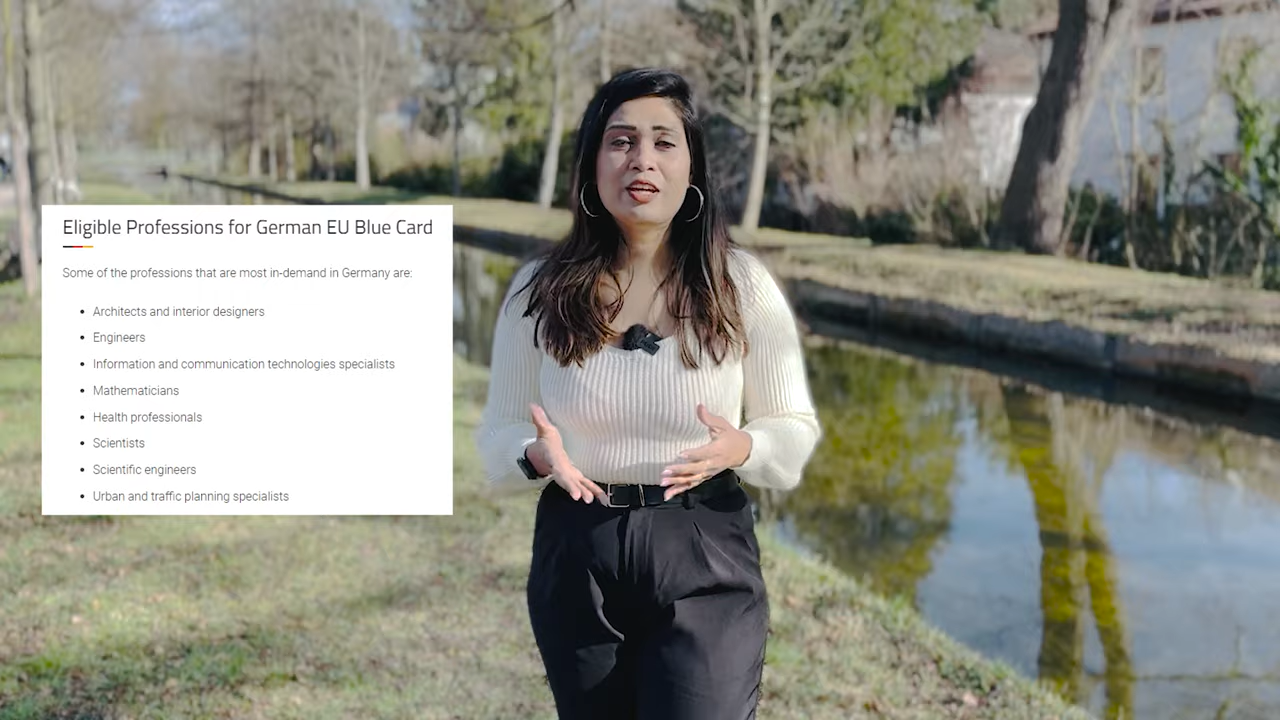 Eligible Professions for German EU Blue Card
Some of the professions that are most in-demand in Germany are:
• Architects and interior designers
• Engineers
• Information and communication technologies specialists
• Mathematicians
• Health professionals
• Scientists
• Scientific engineers
• Urban and traffic planning specialists